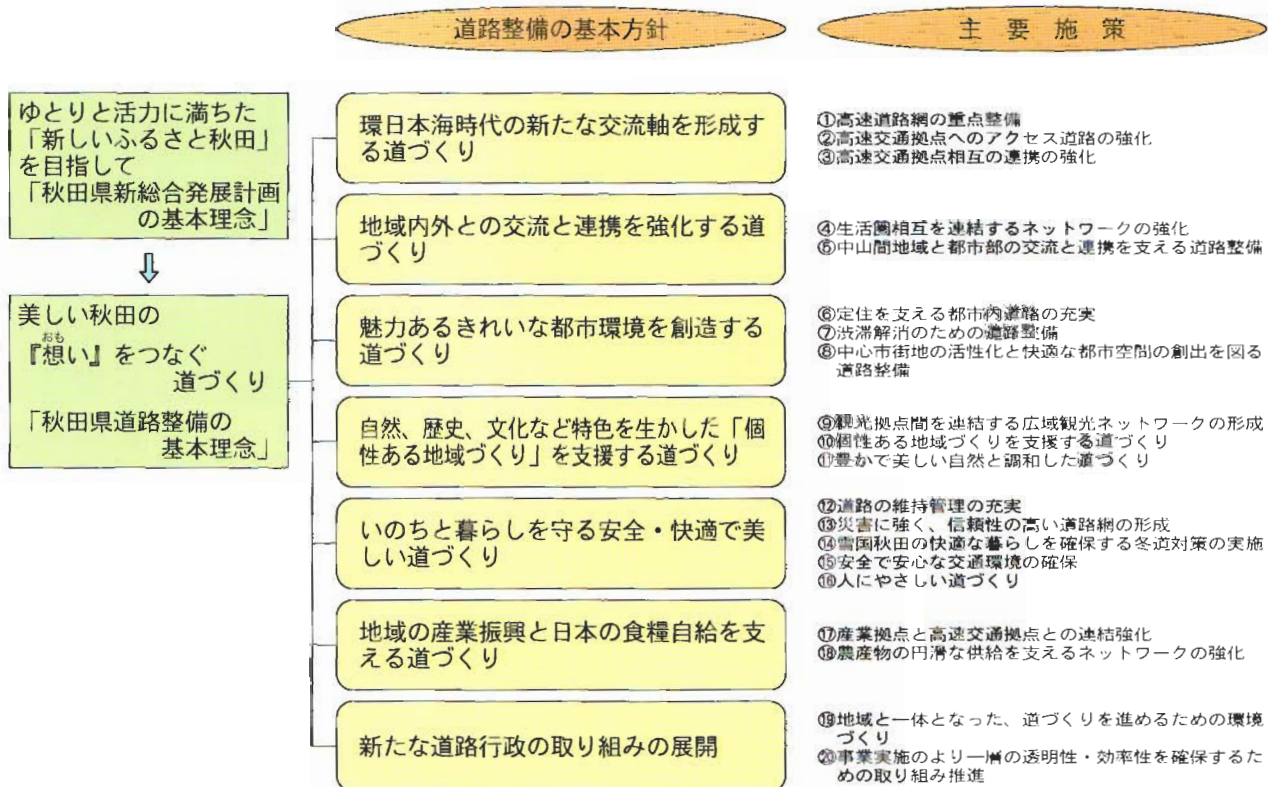 道路整備の基本方針
主要施策
ゆとりと活力に満ちた
「新しいふるさと秋田」
を目指して
「秋田県新総合発展計画
の基本理念」
美しい秋田の
おも
『想い』をつなぐ
道づくり
「秋田県道路整備の
基本理念」
環日本海時代の新たな交流軸を形成す
る道づくり
①高速道路網の重点整備
②高速交通拠点へのアクセス道路の強化
③高速交通拠点相互の連携の強化
地域内外との交流と連携を強化する道
づくり
④生活圏相互を連結するネットワークの強化
⑤中山間地域と都市部の交流と連携を支える道路整備
魅力あるきれいな都市環境を創造する
道づくり
⑥定住を支える都市内道路の充実
⑦渋滞解消のための道路整備
⑧中心市街地の活性化と快適な都市空間の創出を図る
道路整備
自然、歴史、文化など特色を生かした「個
性ある地域づくり」を支援する道づくり
⑨観光拠点間を連結する広域観光ネットワークの形成
⑩個性ある地域づくりを支援する道づくり
⑪豊かで美しい自然と調和した道づくり
いのちと暮らしを守る安全・快適で美
しい道づくり
⑫道路の維持管理の充実
⑬災害に強く、信頼性の高い道路網の形成
⑭雪国秋田の快適な暮らしを確保する冬道対策の実施
⑮安全で安心な交通環境の確保
⑯人にやさしい道づくり
地域の産業振興と日本の食糧自給を支
える道づくり
⑰産業拠点と高速交通拠点との連結強化
⑱農産物の円滑な供給を支えるネットワークの強化
新たな道路行政の取り組みの展開
⑲地域と一体となった、道づくりを進めるための環境
づくり
⑳事業実施のより一層の透明性・効率性を確保するた
めの取り組み推進